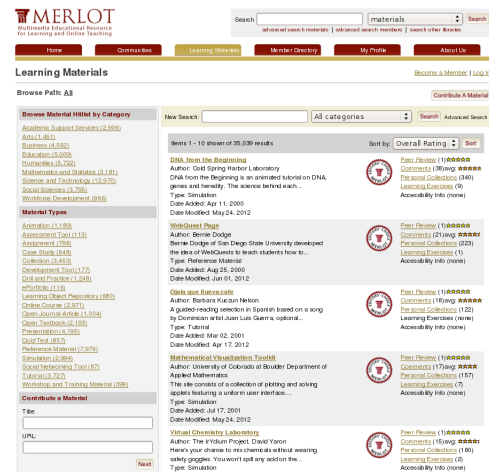 MERLOT
Multimedia Educational Resource
for Learning and Online Teaching
Search
materials
Search
advanced search materials | advanced search members | search other libraries
Home
Communities
Learning Materials
Member Directory
My Profile
About Us
Learning Materials
Become a Member | Log In
Browse Path: All
Contribute A Material
Browse Material Hitlist by Category
Academic Support Services (2,906)
Arts (1,451)
Business (4,562)
Education (5,009)
Humanities (5,722)
Mathematics and Statistics (3,181)
Science and Technology (12,970)
Social Sciences (3,795)
Workforce Development (966)
Material Types
Animation (1,189)
Assessment Tool (113)
Assignment (788)
Case Study (648)
Collection (3,453)
Development Tool (177)
Drill and Practice (1,248)
ePortfolio (116)
Learning Object Repository (660)
Online Course (2,971)
Open Journal-Article (1,004)
Open Textbook (2,193)
Presentation (4,195)
Quiz/Test (857)
Reference Material (7,976)
Simulation (2,994)
Social Networking Tool (87)
Tutorial (3,727)
Workshop and Training Material (399)
Contribute a Material
Title:
URL:
Next
New Search:
All categories
Search
Advanced Search
Items 1 - 10 shown of 35,039 results
Sort by:
Overall Rating
Sort
DNA from the Beginning
Author: Cold Spring Harbor Laboratory
DNA from the Beginning is an animated tutorial on DNA,
genes and heredity. The science behind each...
Type: Simulation
Date Added: Apr 11, 2000
Date Modified: May 24, 2012
Peer Review (1)
Comments (38)avg:
Personal Collections (340)
Learning Exercises (9)
Accessibility Info (none)
WebQuest Page
Author: Bernie Dodge
Bernie Dodge of San Diego State University developed
the idea of WebQuests to teach students how to...
Type: Reference Material
Date Added: Aug 25, 2000
Date Modified: Jun 01, 2012
Peer Review (1)
Comments (21)avg:
Personal Collections (223)
Learning Exercises (1)
Accessibility Info (none)
Ojala que llueva cafe
Author: Barbara Kuczun Nelson
A guided-reading selection in Spanish based on a song
by Dominican artist Juan Luis Guerra, optional...
Type: Tutorial
Date Added: Mar 02, 2001
Date Modified: Apr 17, 2012
Peer Review (1)
Comments (18)avg:
Personal Collections (122)
Learning Exercises (none)
Accessibility Info (none)
Mathematical Visualization Toolkit
Author: University of Colorado at Boulder Department of
Applied Mathematics
This site consists of a collection of plotting and solving
applets featuring a uniform user interface....
Type: Simulation
Date Added: Jul 17, 2001
Date Modified: May 24, 2012
Peer Review (1)
Comments (17)avg:
Personal Collections (157)
Learning Exercises (7)
Accessibility Info (none)
Virtual Chemistry Laboratory
Author: The IrYdium Project, David Yaron
Here's your chance to mix chemicals without wearing
safety goggles. You won't spill any acid on the...
Type: Simulation
Peer Review (1)
Comments (15)avg:
Personal Collections (180)
Learning Exercises (2)
Accessibility Info (none)